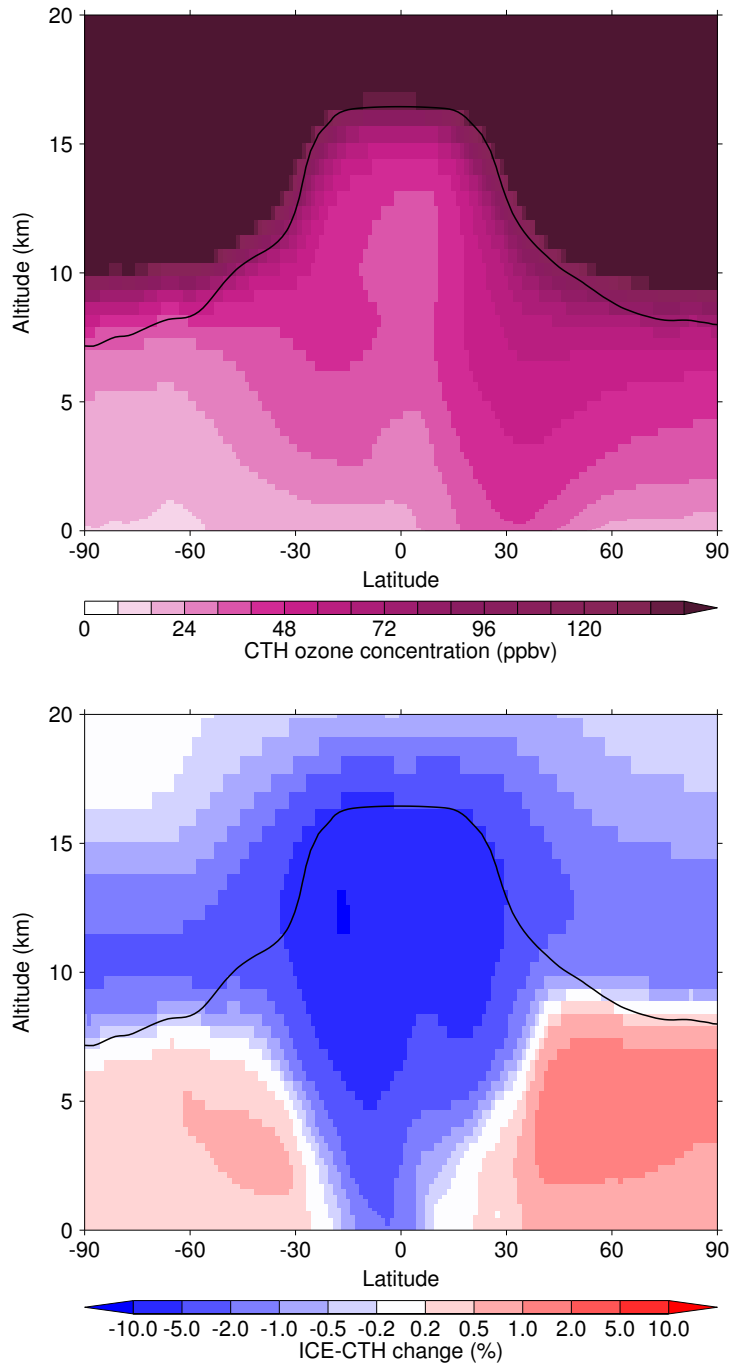 20
15
10
5
0
Altitude (km)
-90 -60 -30 0 30 60 90
Latitude
0 24 48 72 96 120
CTH ozone concentration (ppbv)
20
15
10
5
0
Altitude (km)
-90 -60 -30 0 30 60 90
Latitude
-10.0 -5.0 -2.0 -1.0 -0.5 -0.2 0.2 0.5 1.0 2.0 5.0 10.0
ICE-CTH change (%)